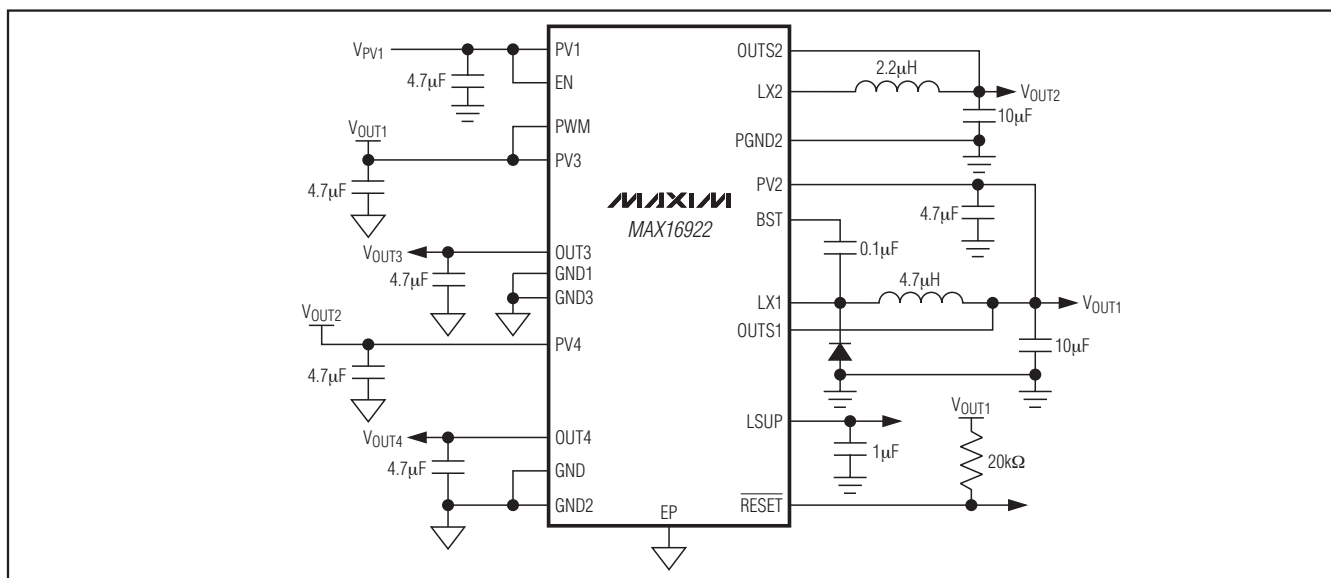 V_PV1
4.7µF
V_OUT1
4.7µF
V_OUT3
4.7µF
V_OUT2
4.7µF
V_OUT4
4.7µF
PV1
EN
PWM
PV3
OUT3
GND1
GND3
PV4
OUT4
GND
GND2
MAXIM
MAX16922
EP
OUTS2
LX2
PGND2
PV2
BST
LX1
OUTS1
LSUP
RESET
2.2µH
V_OUT2
10µF
4.7µF
0.1µF
4.7µH
V_OUT1
10µF
1µF
V_OUT1
20kΩ